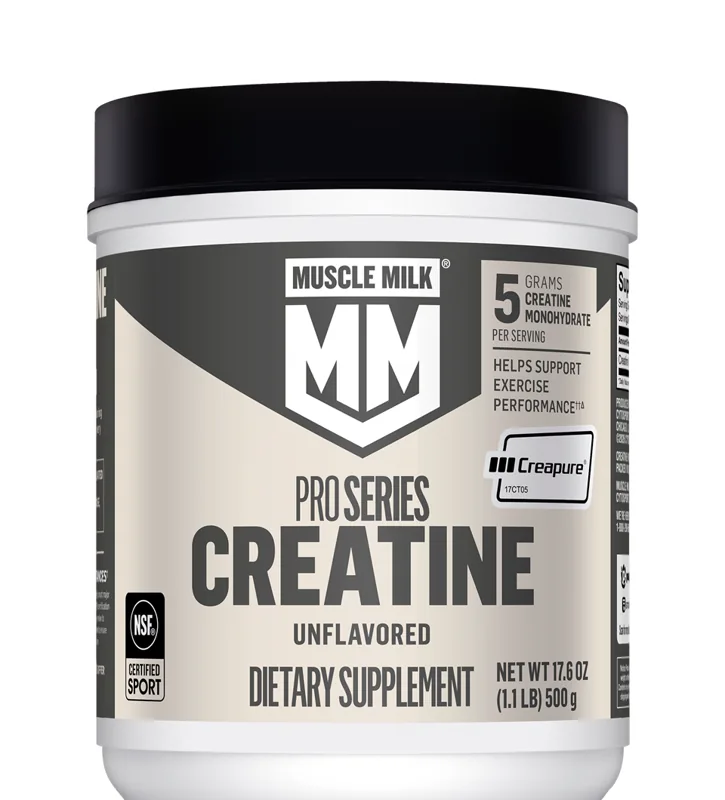 MUSCLE MILK®
MM
5 GRAMS
CREATINE
MONOHYDRATE
PER SERVING
HELPS SUPPORT
EXERCISE
PERFORMANCE††Δ
Creapure®
17CT05
PRO SERIES
CREATINE
UNFLAVORED
NSF®
CERTIFIED
SPORT
DIETARY SUPPLEMENT
NET WT 17.6 OZ
(1.1 LB) 500 g